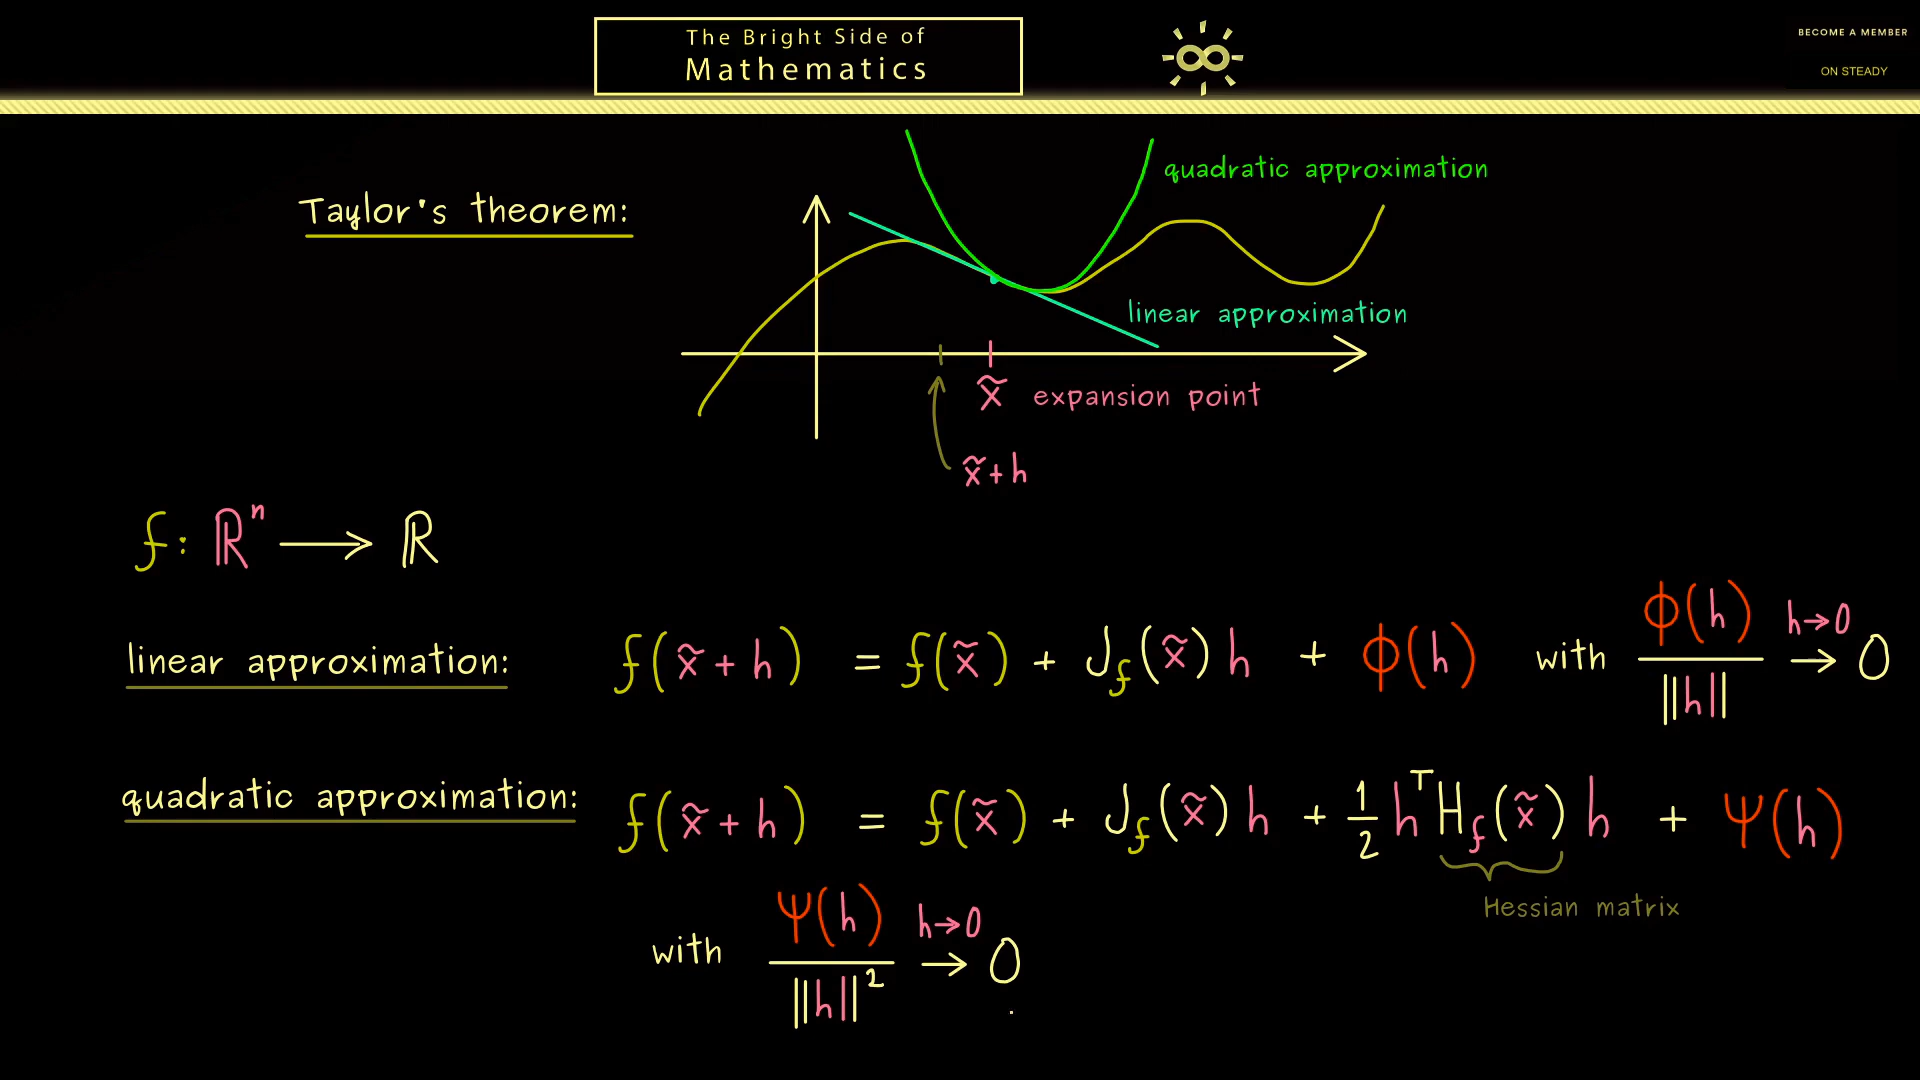 The Bright Side of
Mathematics
BECOME A MEMBER
ON STEADY
quadratic approximation
Taylor's theorem:
linear approximation
x̃ expansion point
x̃+h
f: ℝⁿ ⟶ ℝ
linear approximation: f(x̃+h) = f(x̃) + J_f(x̃)h + ϕ(h) with ϕ(h)/||h|| →^{h→0} 0
quadratic approximation: f(x̃+h) = f(x̃) + J_f(x̃)h + 1/2 hᵀH_f(x̃)h + Ψ(h)
Hessian matrix
with Ψ(h)/||h||² →^{h→0} 0